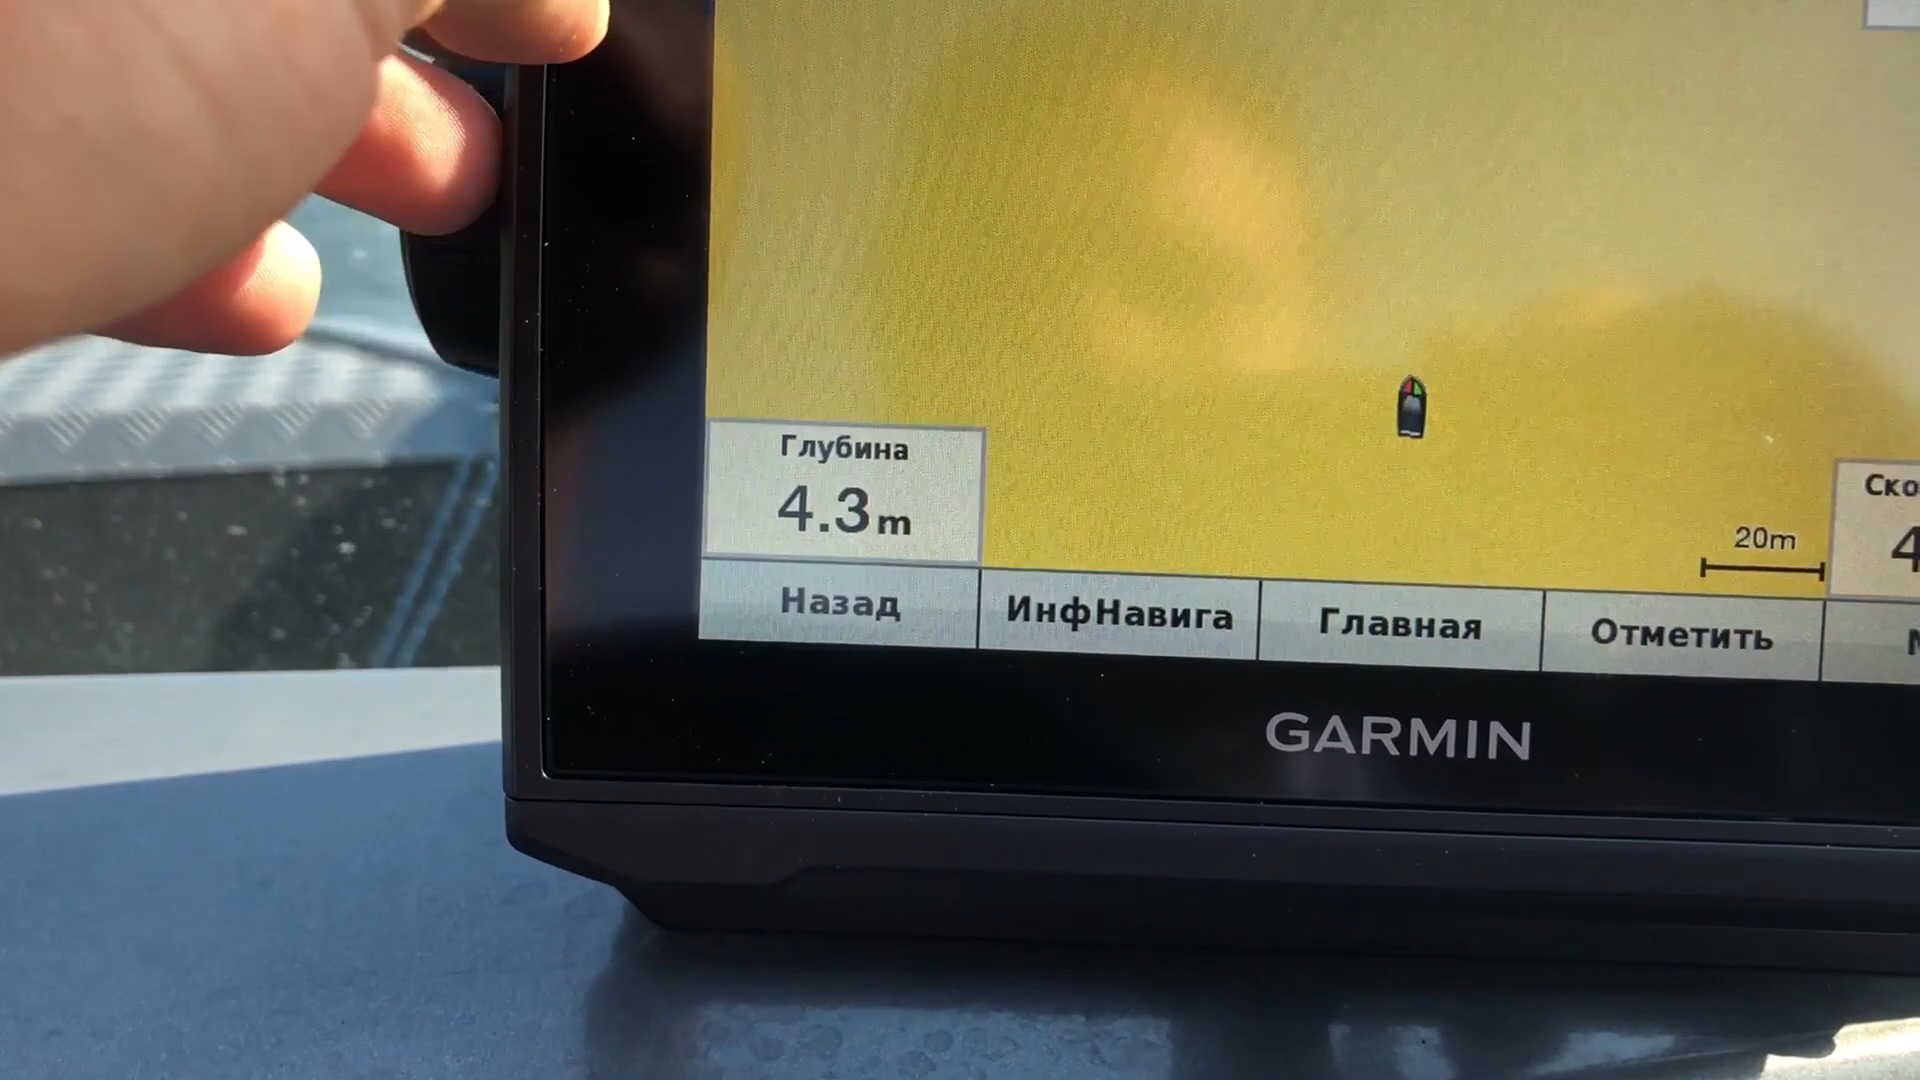 Глубина
4.3m
20m
Назад
ИнфНавига
Главная
Отметить
GARMIN